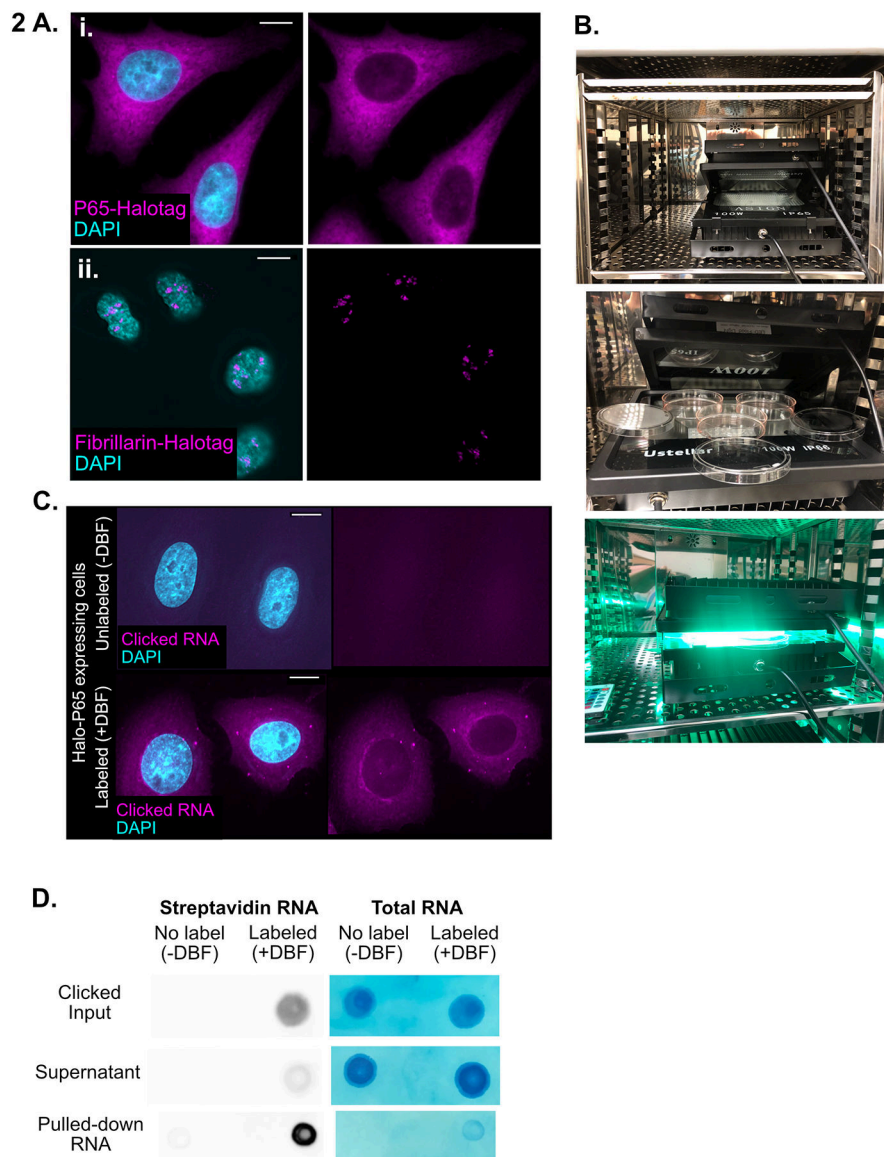 2 A.
i.
P65-Halotag
DAPI
ii.
Fibrillarin-Halotag
DAPI
B.
100W IP65
IP65
100W
Ustellar 100W IP66
C.
Halo-P65 expressing cells
Unlabeled (-DBF)
Clicked RNA
DAPI
Labeled (+DBF)
Clicked RNA
DAPI
D.
Streptavidin RNA
Total RNA
No label
(-DBF)
Labeled
(+DBF)
No label
(-DBF)
Labeled
(+DBF)
Clicked
Input
Supernatant
Pulled-down
RNA